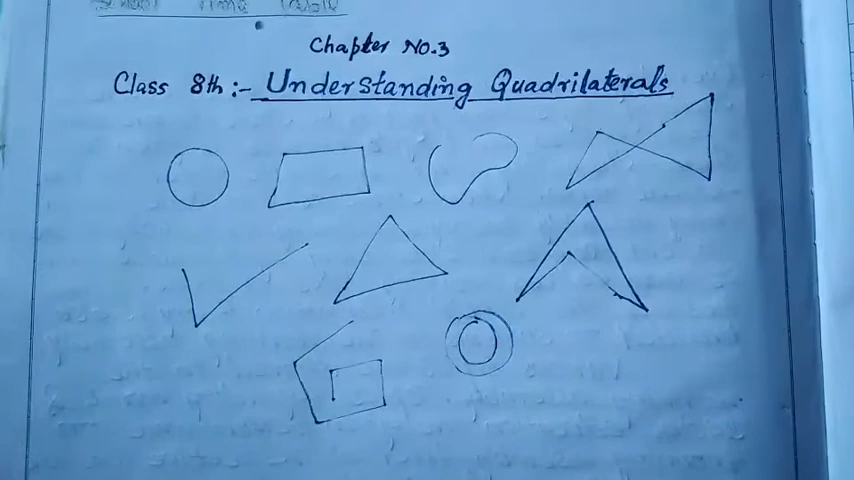 Chapter No.3
Class 8th :- Understanding Quadrilaterals